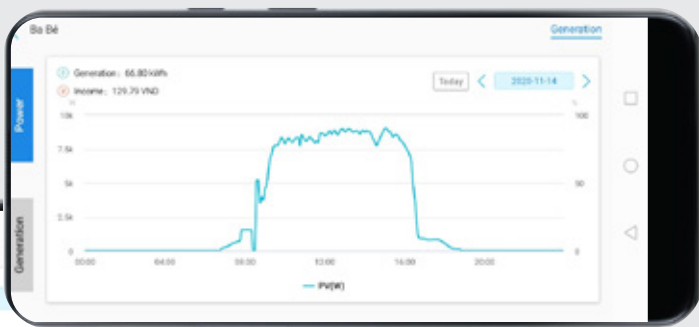 Ba Bé
Generation
Generation: 66.80 kWh
Income: 129.79 VND
Today
2020-11-14
Power
Generation
W
%
10k
100
7.5k
5k
50
2.5k
0
0
00:00 04:00 08:00 12:00 16:00 20:00
PV(W)